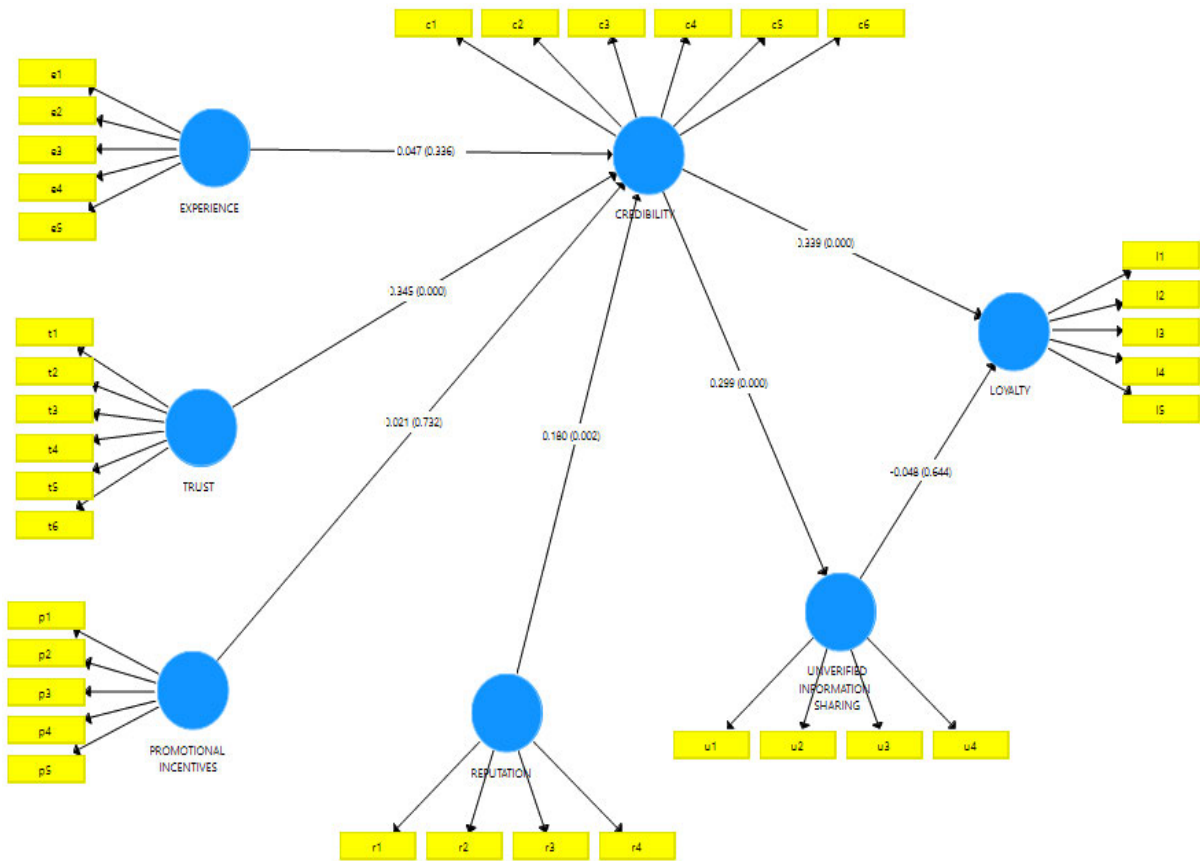 c1
c2
c3
c4
c5
c6
e1
e2
e3
e4
e5
EXPERIENCE
0.047 (0.336)
CREDIBILITY
0.339 (0.000)
l1
l2
l3
l4
l5
LOYALTY
0.345 (0.000)
t1
t2
t3
t4
t5
t6
TRUST
0.021 (0.732)
0.180 (0.002)
0.299 (0.000)
-0.048 (0.644)
p1
p2
p3
p4
p5
PROMOTIONAL
INCENTIVES
REPUTATION
r1
r2
r3
r4
UNVERIFIED
INFORMATION
SHARING
u1
u2
u3
u4